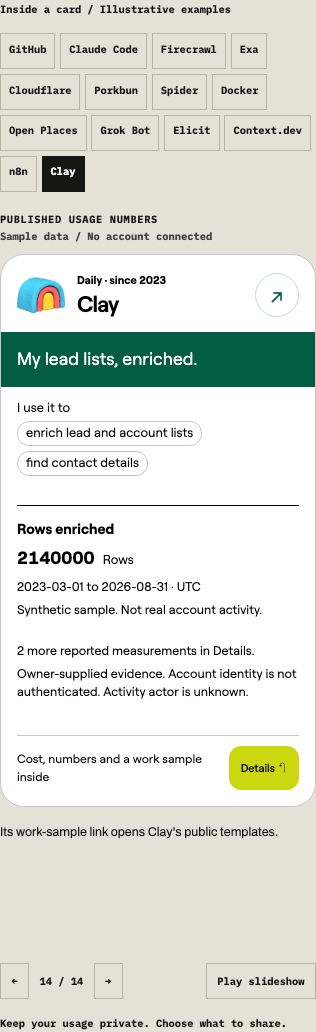 Inside a card / Illustrative examples
GitHub Claude Code Firecrawl Exa
Cloudflare Porkbun Spider Docker
Open Places Grok Bot Elicit Context.dev
n8n Clay
PUBLISHED USAGE NUMBERS
Sample data / No account connected
Daily · since 2023
Clay
My lead lists, enriched.
I use it to
enrich lead and account lists
find contact details
Rows enriched
2140000 Rows
2023-03-01 to 2026-08-31 · UTC
Synthetic sample. Not real account activity.
2 more reported measurements in Details.
Owner-supplied evidence. Account identity is not
authenticated. Activity actor is unknown.
Cost, numbers and a work sample
inside
Details
Its work-sample link opens Clay's public templates.
← 14 / 14 → Play slideshow
Keep your usage private. Choose what to share.